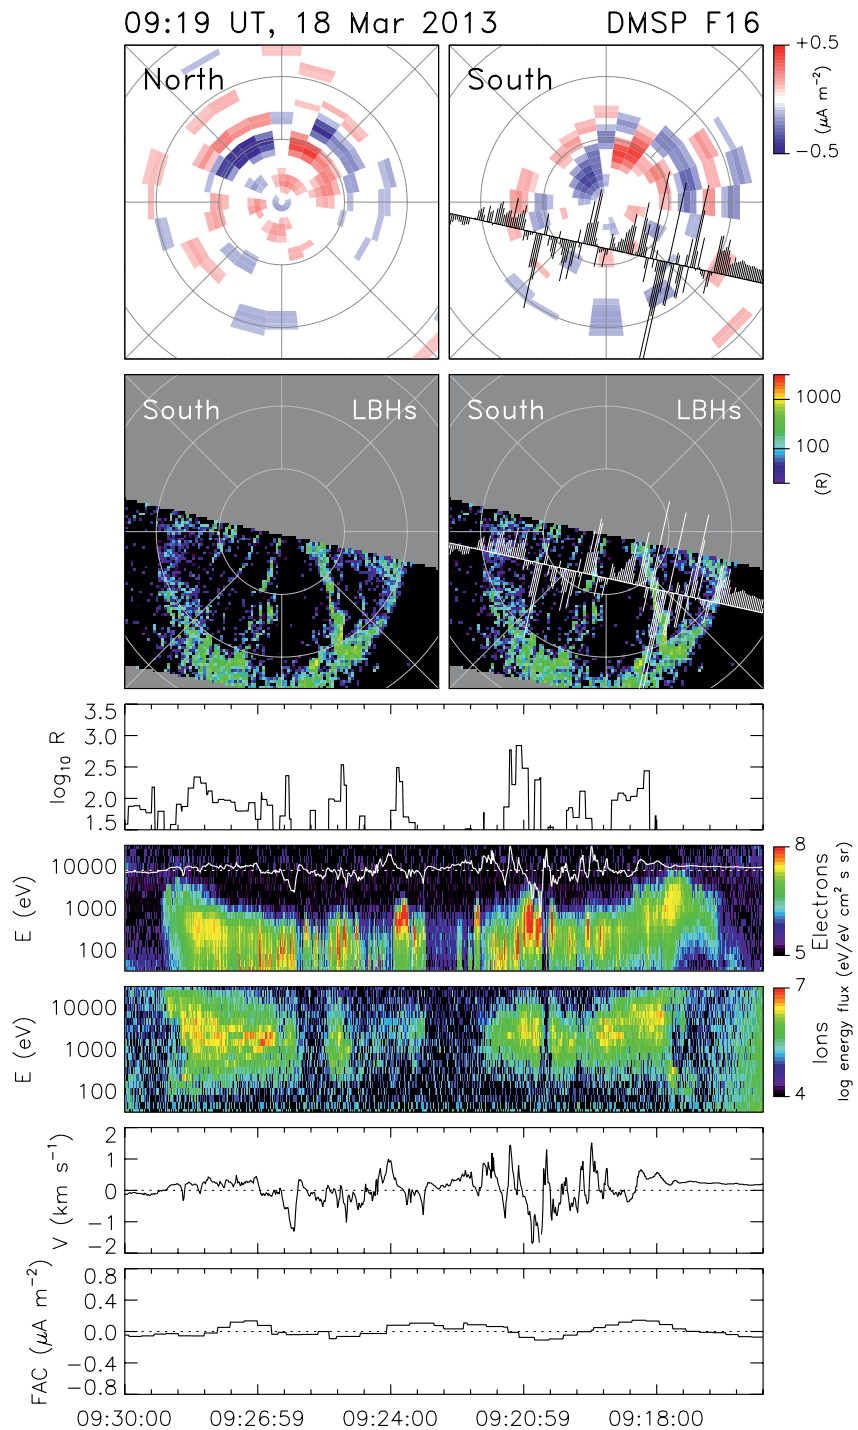 09:19 UT, 18 Mar 2013 DMSP F16
North
South
+0.5
(μA m⁻²)
−0.5
South LBHs
South LBHs
1000
100
(R)
3.5
3.0
2.5
2.0
1.5
log₁₀ R
10000
1000
100
E (eV)
8
5
Electrons
10000
1000
100
E (eV)
7
4
Ions
log energy flux (eV/eV cm² s sr)
2
1
0
−1
−2
V (km s⁻¹)
0.8
0.4
0.0
−0.4
−0.8
FAC (μA m⁻²)
09:30:00 09:26:59 09:24:00 09:20:59 09:18:00